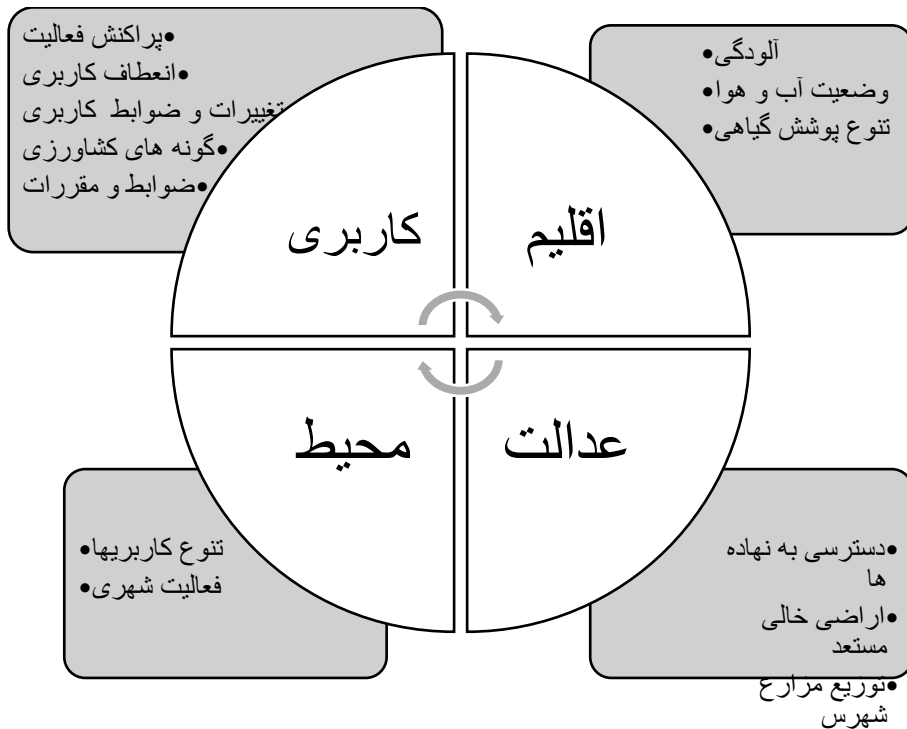 آلودگی•
وضعیت آب و هوا•
تنوع پوشش گیاهی•
•پراکنش فعالیت
•انعطاف کاربری
تغییرات و ضوابط کاربری
•گونه های کشاورزی
•ضوابط و مقررات
اقلیم
کاربری
عدالت
محیط
•دسترسی به نهاده
ها
•اراضی خالی
مستعد
•توزیع مزارع
شهرس
تنوع کاربریها•
فعالیت شهری•